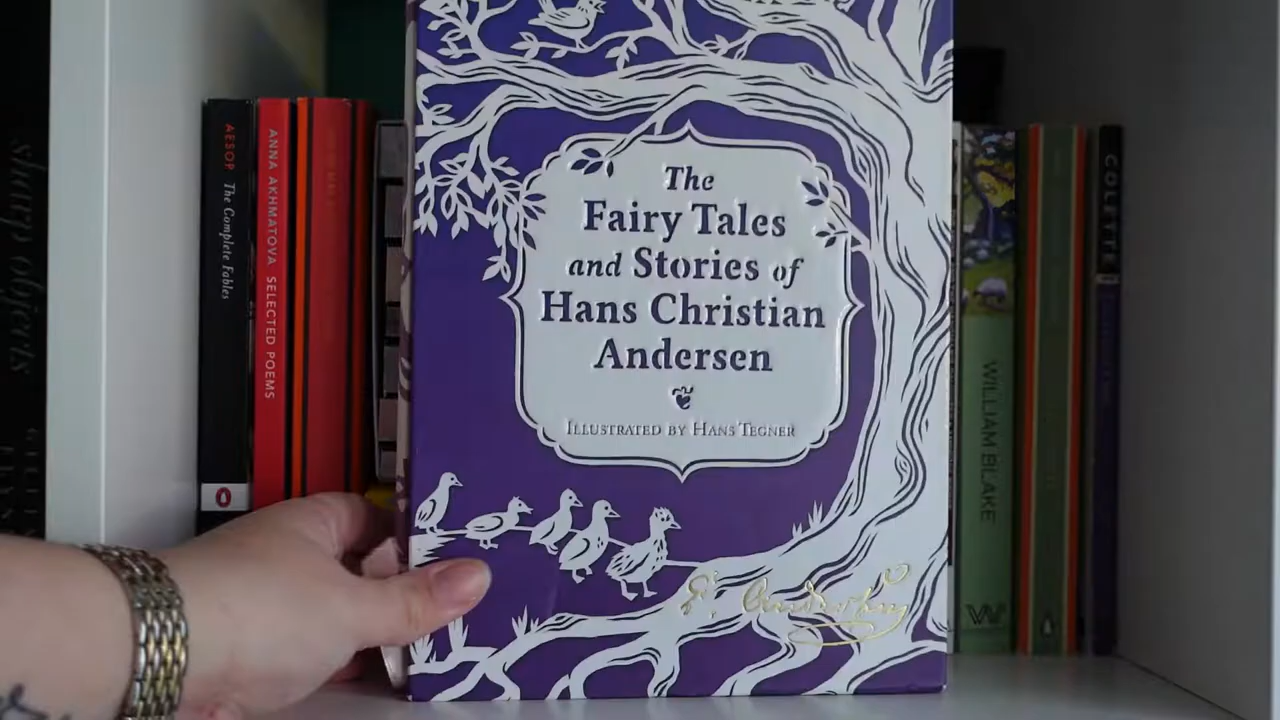 sharp objects
AESOP The Complete Fables
ANNA AKHMATOVA SELECTED POEMS
The
Fairy Tales
and Stories of
Hans Christian
Andersen
ILLUSTRATED BY HANS TEGNER
WILLIAM BLAKE
W
COLETTE